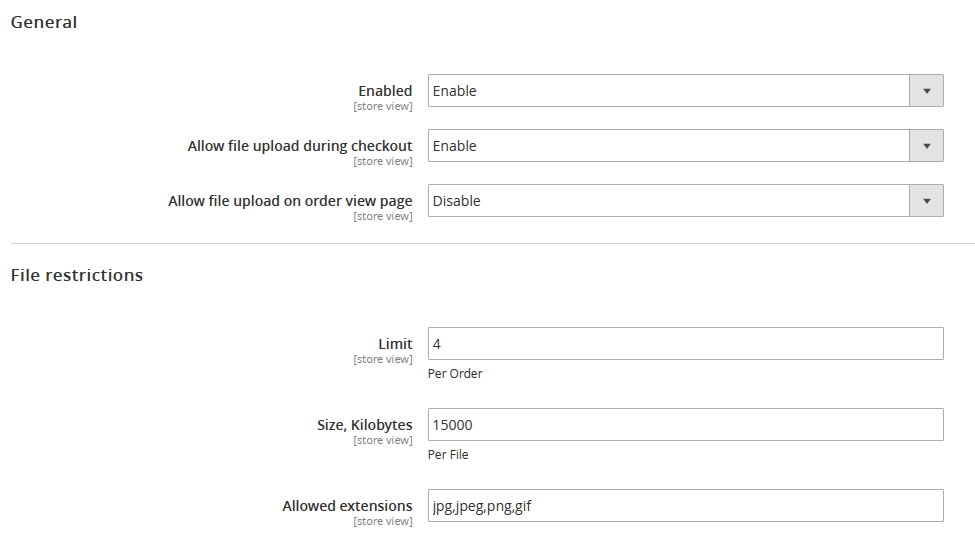 General
Enabled
[store view]
Enable
Allow file upload during checkout
[store view]
Enable
Allow file upload on order view page
[store view]
Disable
File restrictions
Limit
[store view]
4
Per Order
Size, Kilobytes
[store view]
15000
Per File
Allowed extensions
[store view]
jpg,jpeg,png,gif